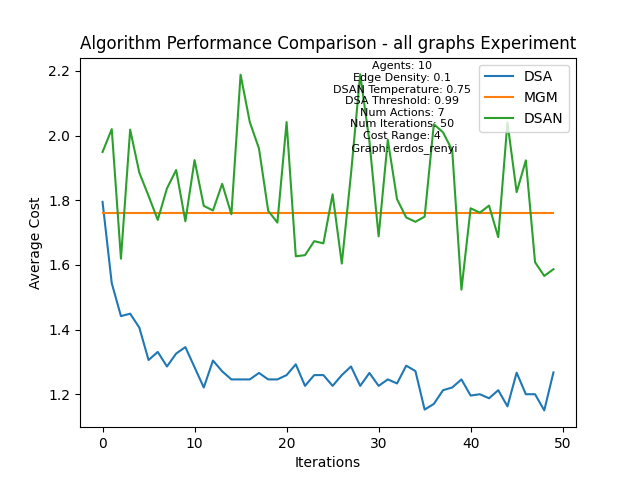 Algorithm Performance Comparison - all graphs Experiment
Agents: 10
Edge Density: 0.1
DSAN Temperature: 0.75
DSA Threshold: 0.99
Num Actions: 7
Num Iterations: 50
Cost Range: 4
Graph: erdos_renyi
DSA
MGM
DSAN
2.2
2.0
1.8
1.6
1.4
1.2
Average Cost
0
10
20
30
40
50
Iterations